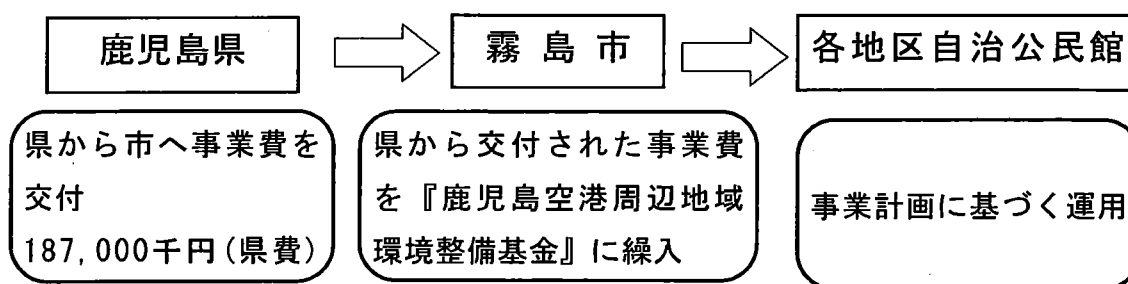 鹿児島県
霧島市
各地区自治公民館
県から市へ事業費を
交付
187,000千円(県費)
県から交付された事業費
を『鹿児島空港周辺地域
環境整備基金』に繰入
事業計画に基づく運用